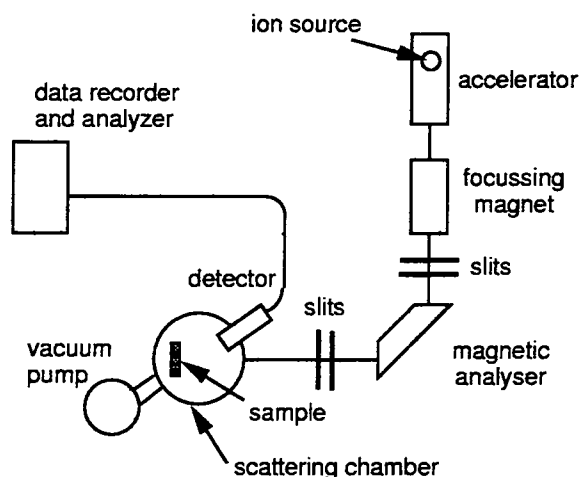 ion source
accelerator
data recorder
and analyzer
focussing
magnet
slits
detector
slits
magnetic
analyser
vacuum
pump
sample
scattering chamber